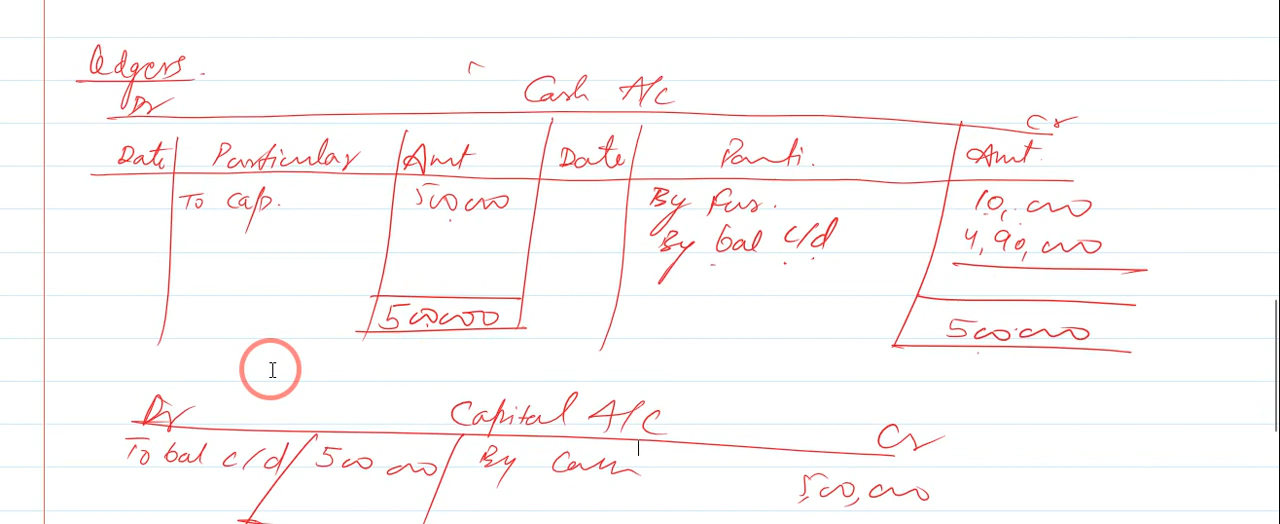 Ledgers.
Dr Cash A/c Cr
Date Particular Amt Date Parti. Amt.
To cap. 500000 By Fur. 10,000
By bal c/d 4,90,000
500000 500000
Dr Capital A/C Cr
To bal c/d 500000 By Cash 500,000